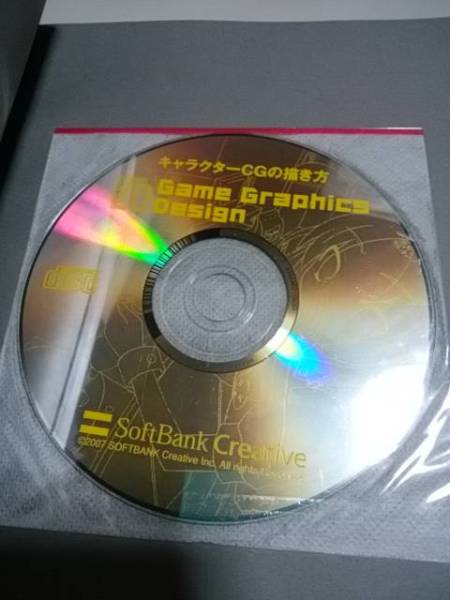 キャラクターCGの描き方
Game Graphics
Design
disc
SoftBank Creative
©2007 SOFTBANK Creative Inc. All rights